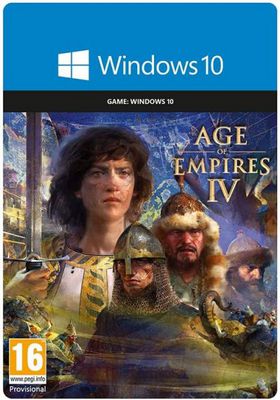 Windows 10
GAME: WINDOWS 10
AGE
OF
EMPIRES
IV
16
www.pegi.info
Provisional